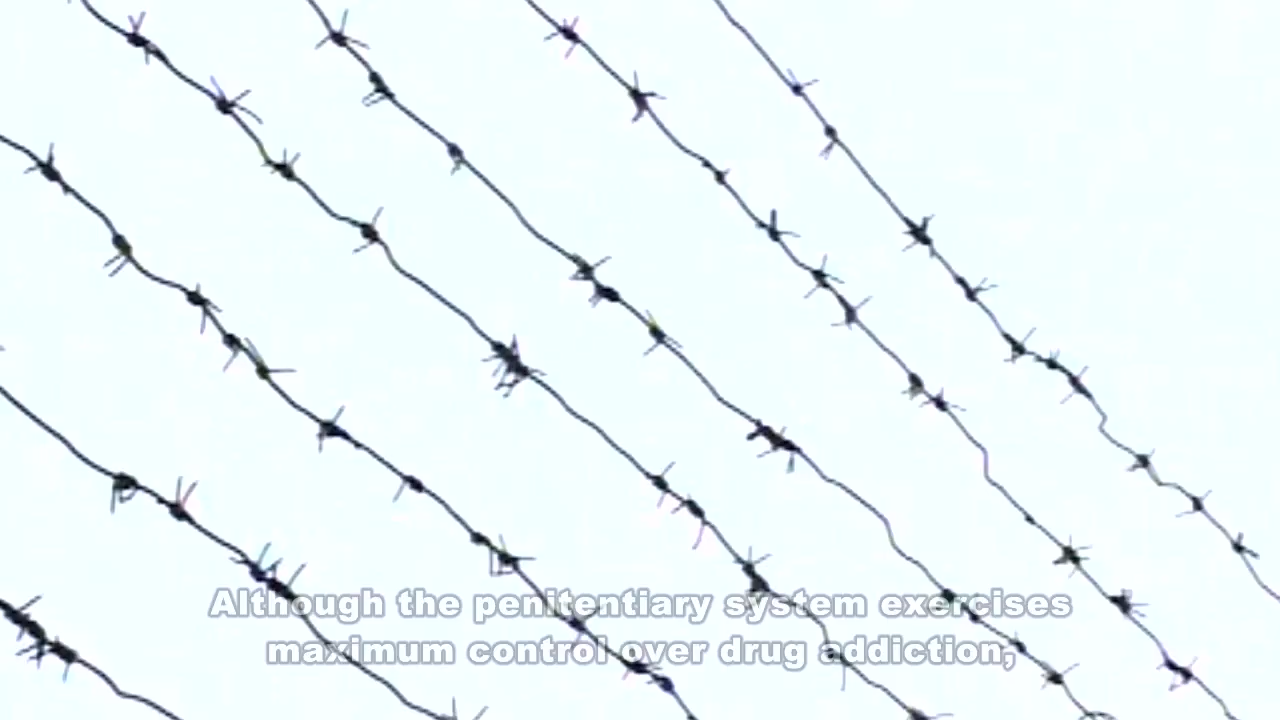 Although the penitentiary system exercises
maximum control over drug addiction,